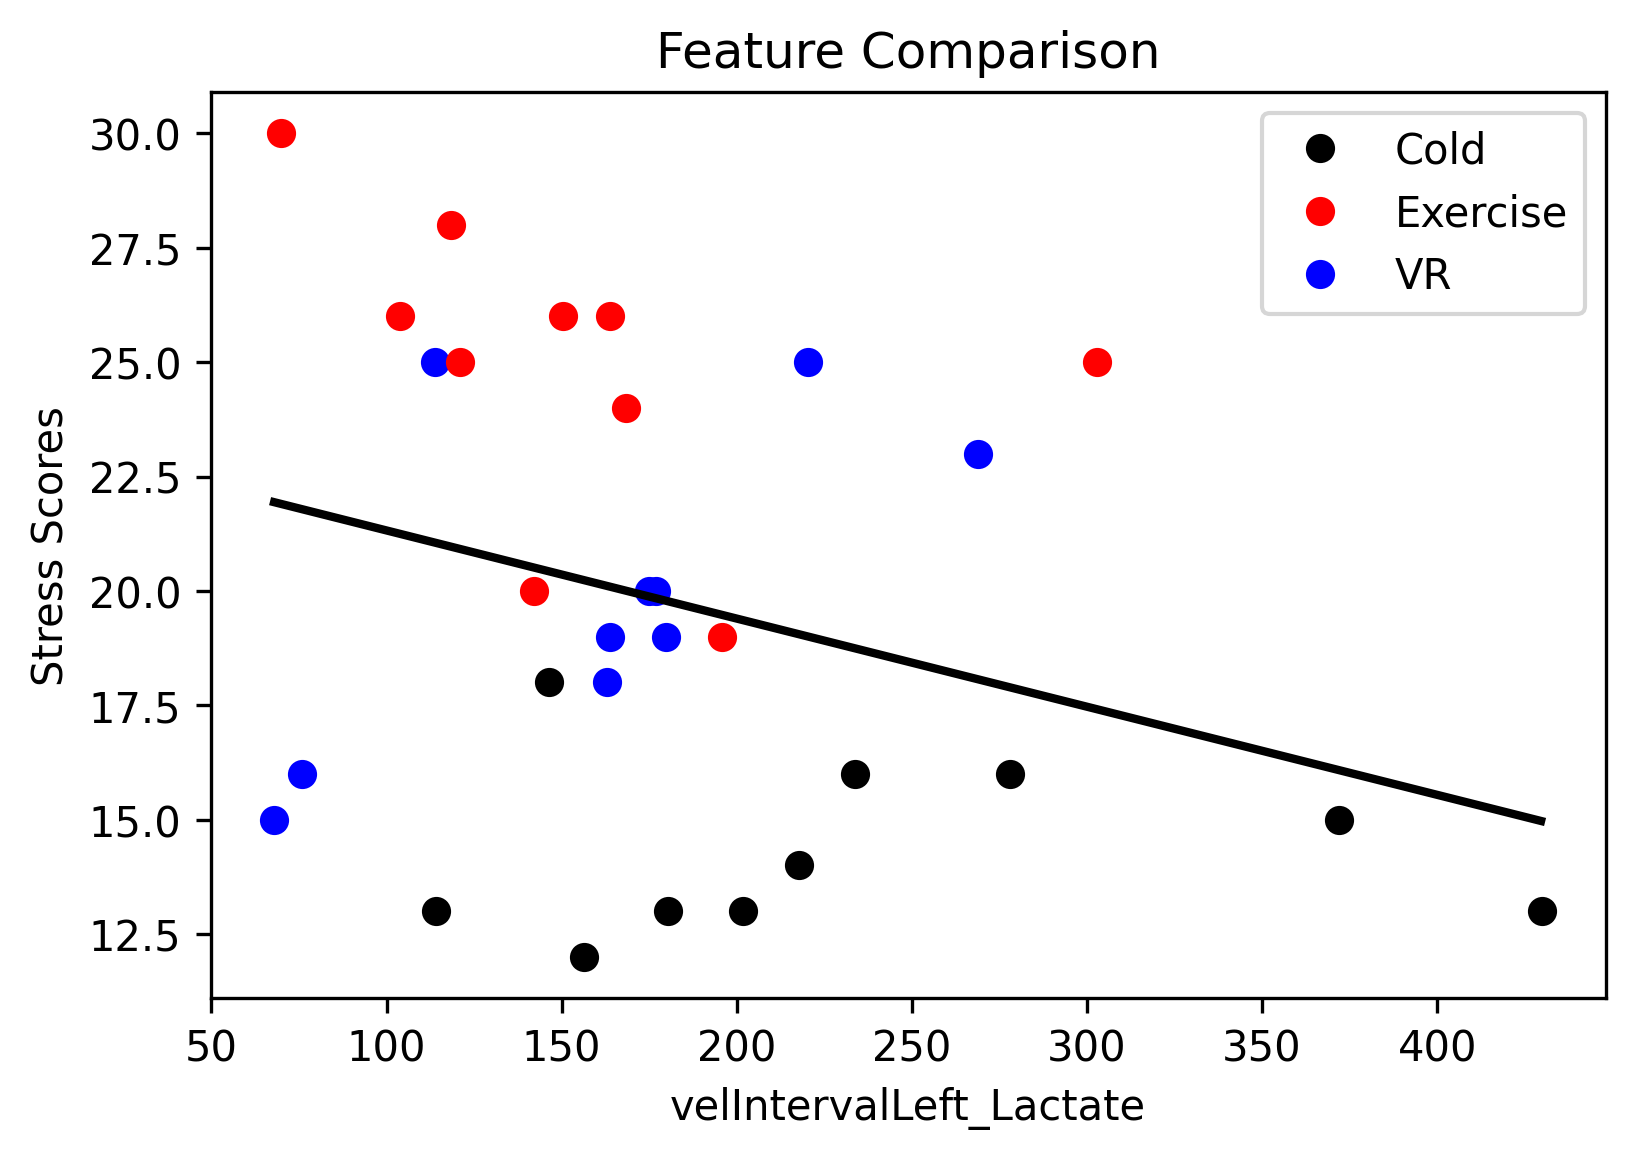 Feature Comparison
30.0
27.5
25.0
22.5
20.0
17.5
15.0
12.5
Stress Scores
Cold
Exercise
VR
50 100 150 200 250 300 350 400
velIntervalLeft_Lactate